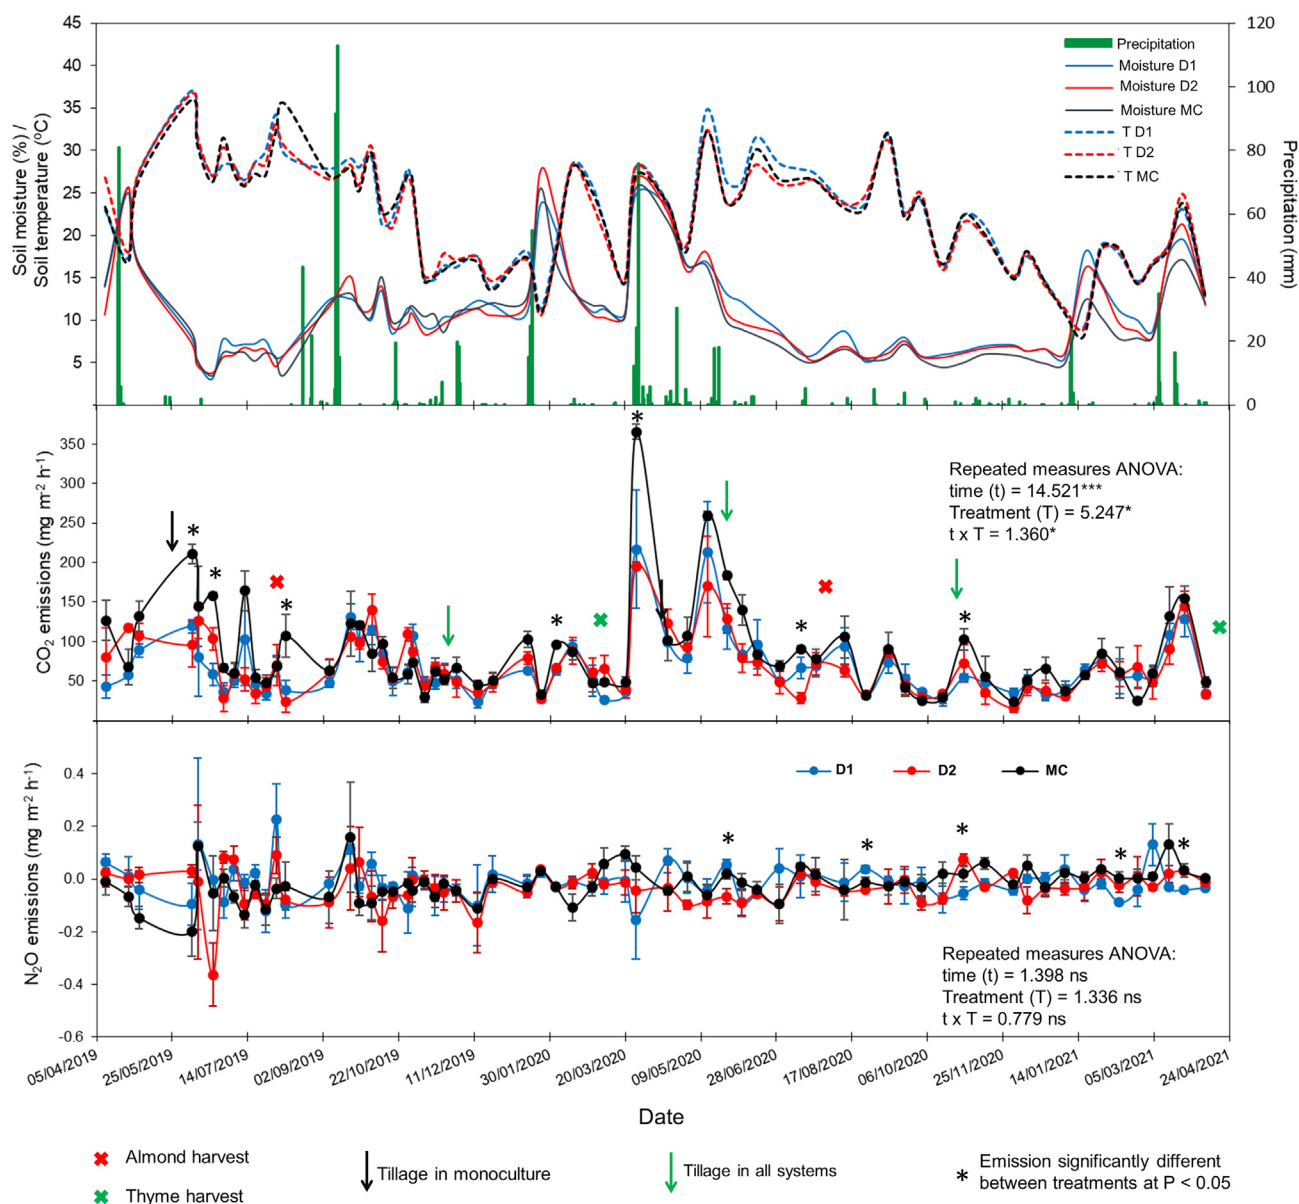 Soil moisture (%) /
Soil temperature (ºC)
45
40
35
30
25
20
15
10
5
120
100
80
60
40
20
0
Precipitation (mm)
Precipitation
Moisture D1
Moisture D2
Moisture MC
T D1
T D2
T MC
CO2 emissions (mg m-2 h-1)
350
300
250
200
150
100
50
*
*
*
*
*
*
*
Repeated measures ANOVA:
time (t) = 14.521***
Treatment (T) = 5.247*
t x T = 1.360*
N2O emissions (mg m-2 h-1)
0.4
0.2
0.0
-0.2
-0.4
-0.6
D1 D2 MC
*
*
*
*
*
Repeated measures ANOVA:
time (t) = 1.398 ns
Treatment (T) = 1.336 ns
t x T = 0.779 ns
05/04/2019
25/05/2019
14/07/2019
02/09/2019
22/10/2019
11/12/2019
30/01/2020
20/03/2020
09/05/2020
28/06/2020
17/08/2020
06/10/2020
25/11/2020
14/01/2021
05/03/2021
24/04/2021
Date
Almond harvest
Thyme harvest
Tillage in monoculture
Tillage in all systems
* Emission significantly different
between treatments at P < 0.05